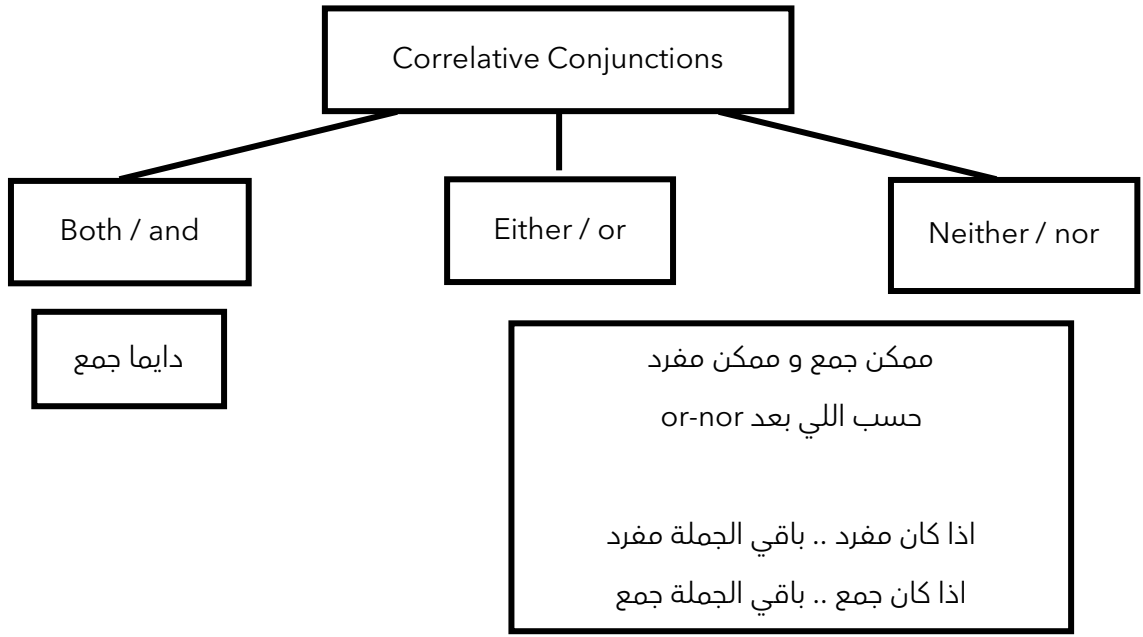 Correlative Conjunctions
Both / and
Either / or
Neither / nor
دايما جمع
ممكن جمع و ممكن مفرد
حسب اللي بعد or-nor
اذا كان مفرد .. باقي الجملة مفرد
اذا كان جمع .. باقي الجملة جمع